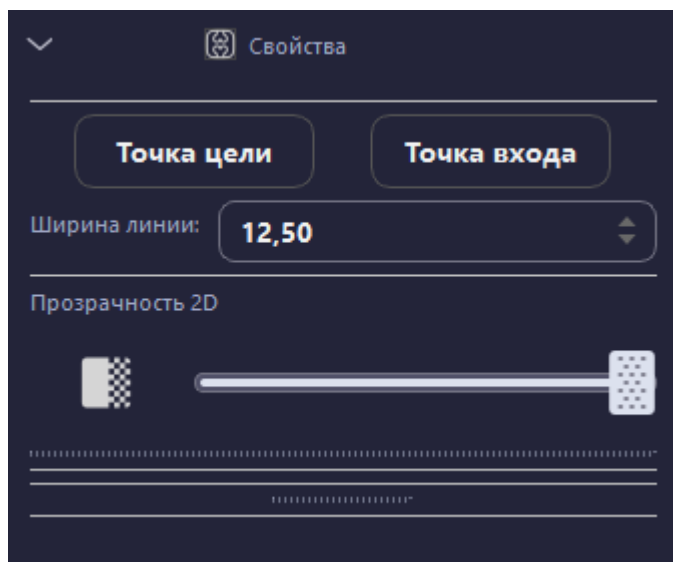 Свойства
Точка цели Точка входа
Ширина линии: 12,50
Прозрачность 2D